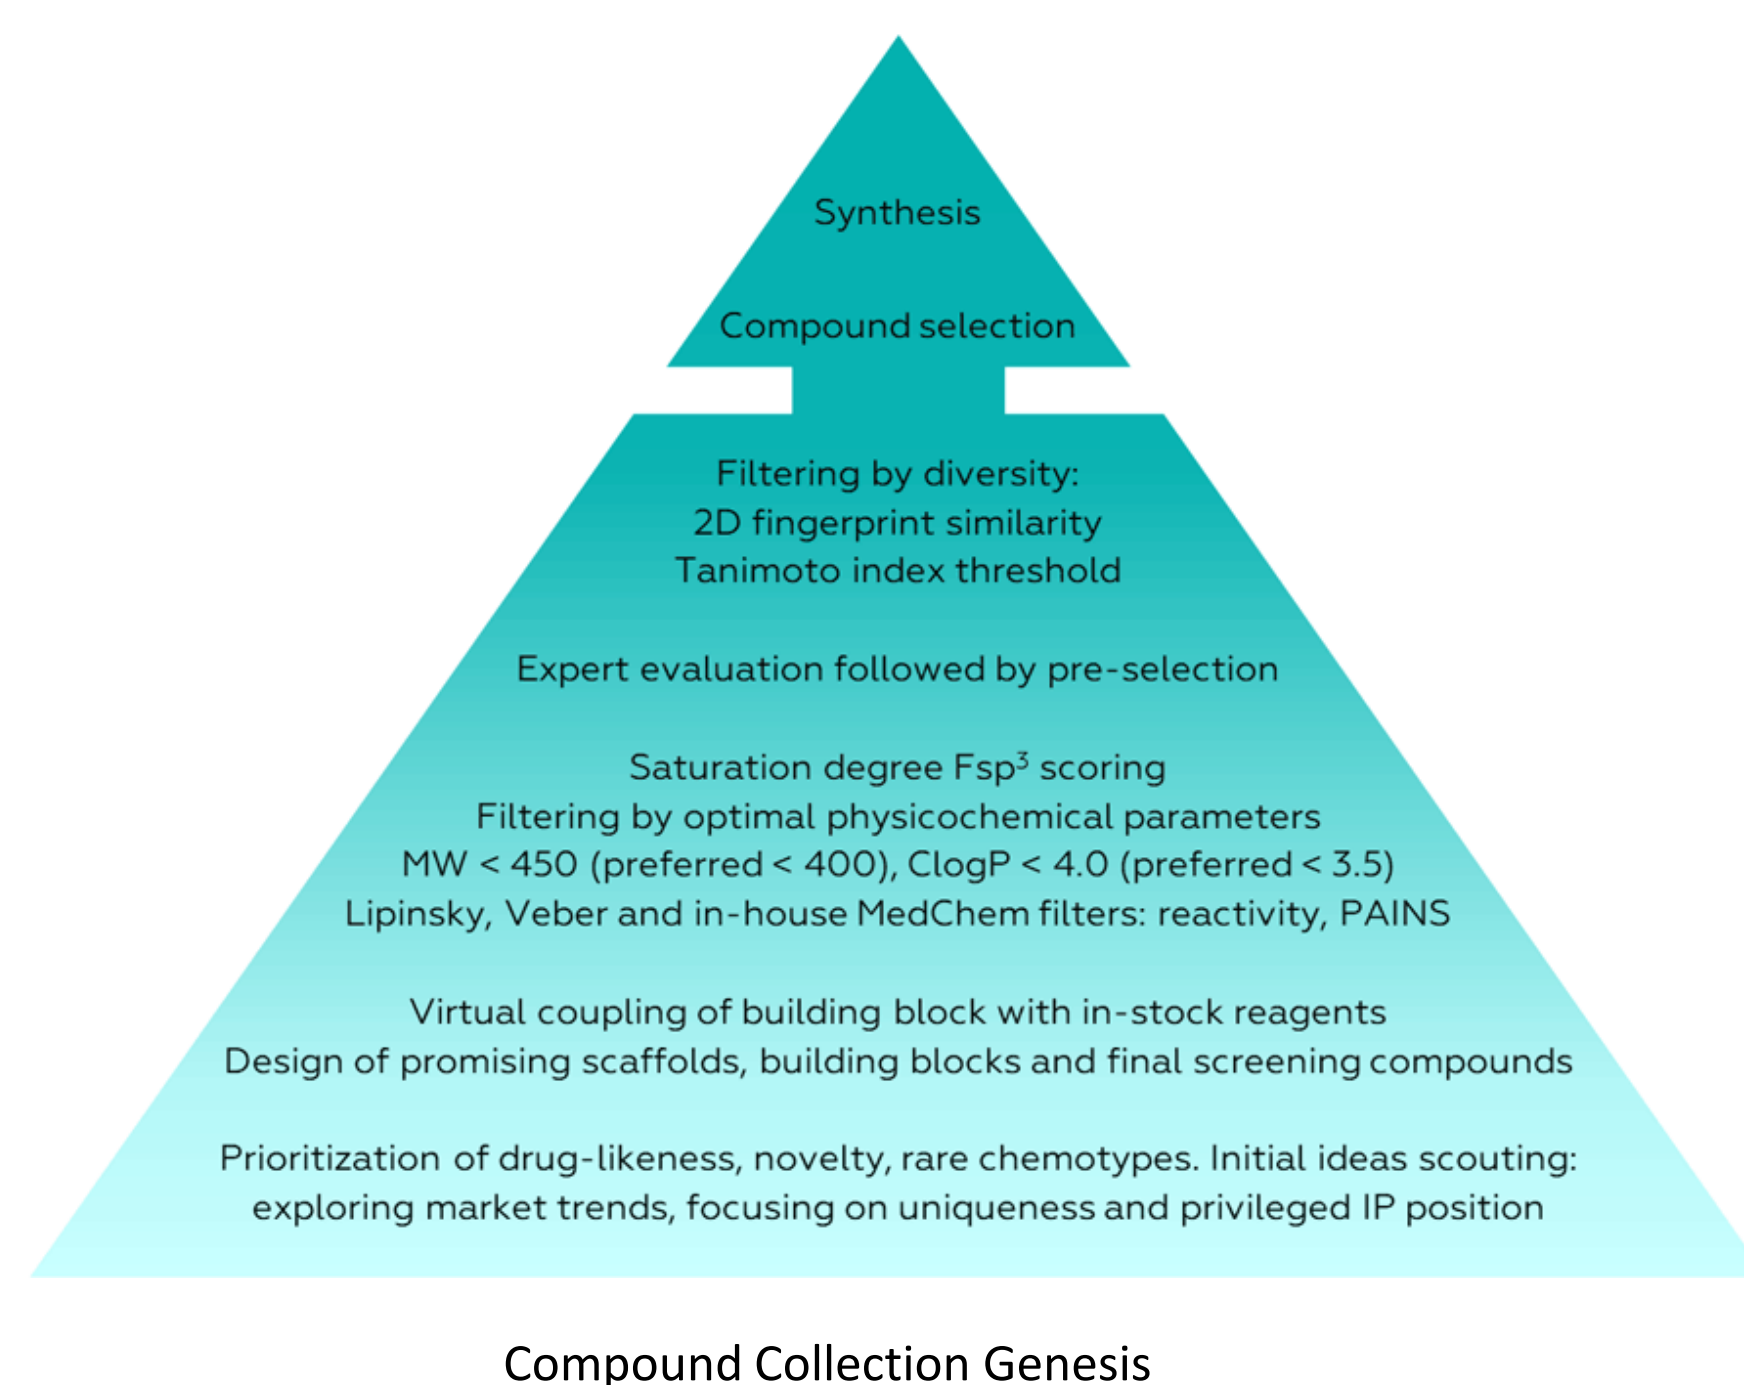 Synthesis
Compound selection
Filtering by diversity:
2D fingerprint similarity
Tanimoto index threshold
Expert evaluation followed by pre-selection
Saturation degree Fsp³ scoring
Filtering by optimal physicochemical parameters
MW < 450 (preferred < 400), ClogP < 4.0 (preferred < 3.5)
Lipinsky, Veber and in-house MedChem filters: reactivity, PAINS
Virtual coupling of building block with in-stock reagents
Design of promising scaffolds, building blocks and final screening compounds
Prioritization of drug-likeness, novelty, rare chemotypes. Initial ideas scouting:
exploring market trends, focusing on uniqueness and privileged IP position
Compound Collection Genesis